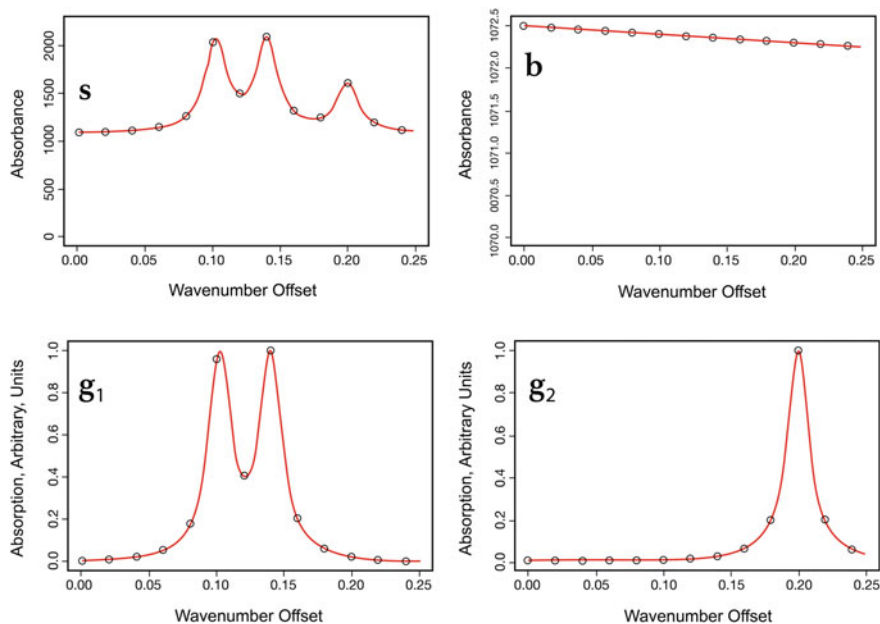 s
Absorbance
2000
1500
1000
500
0
0.00 0.05 0.10 0.15 0.20 0.25
Wavenumber Offset
b
Absorbance
1072.5
1072.0
1071.5
1071.1
0070.5
1070.0
0.00 0.05 0.10 0.15 0.20 0.25
Wavenumber Offset
g1
Absorption, Arbitrary, Units
1.0
0.8
0.6
0.4
0.2
0.0
0.00 0.05 0.10 0.15 0.20 0.25
Wavenumber Offset
g2
Absorption, Arbitrary Units
1.0
0.8
0.6
0.4
0.2
0.0
0.00 0.05 0.10 0.15 0.20 0.25
Wavenumber Offset